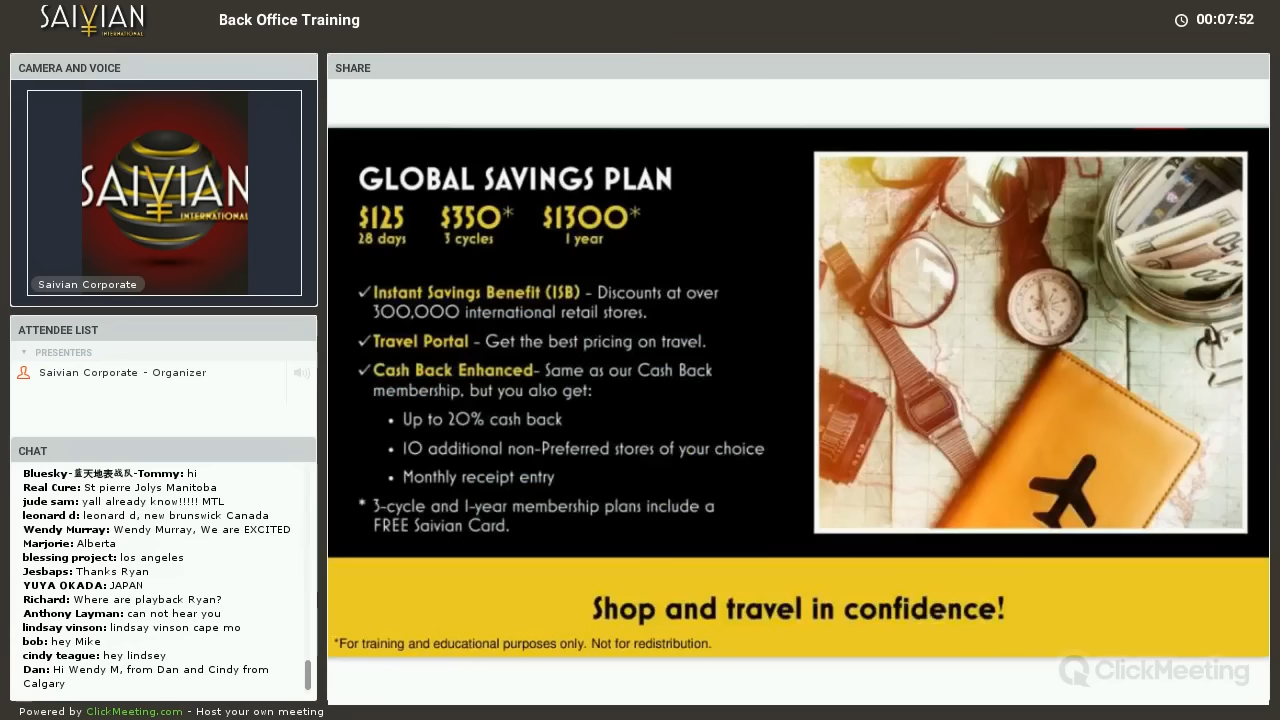 SAIVIAN
INTERNATIONAL
Back Office Training
00:07:52
CAMERA AND VOICE
SAIVIAN
INTERNATIONAL
Saivian Corporate
ATTENDEE LIST
PRESENTERS
Saivian Corporate - Organizer
CHAT
Bluesky-蓝天地表战队-Tommy: hi
Real Cure: St pierre Jolys Manitoba
jude sam: yall already know!!!!! MTL
leonard d: leonard d, new brunswick Canada
Wendy Murray: Wendy Murray, We are EXCITED
Marjorie: Alberta
blessing project: los angeles
Jesbaps: Thanks Ryan
YUYA OKADA: JAPAN
Richard: Where are playback Ryan?
Anthony Layman: can not hear you
lindsay vinson: lindsay vinson cape mo
bob: hey Mike
cindy teague: hey lindsey
Dan: Hi Wendy M, from Dan and Cindy from
Calgary
Powered by ClickMeeting.com - Host your own meeting
SHARE
GLOBAL SAVINGS PLAN
$125 $350* $1300*
28 days 3 cycles 1 year
✓Instant Savings Benefit (ISB) - Discounts at over
300,000 international retail stores.
✓Travel Portal - Get the best pricing on travel.
✓Cash Back Enhanced- Same as our Cash Back
membership, but you also get:
• Up to 20% cash back
• 10 additional non-Preferred stores of your choice
• Monthly receipt entry
* 3-cycle and 1-year membership plans include a
FREE Saivian Card.
Shop and travel in confidence!
*For training and educational purposes only. Not for redistribution.
ClickMeeting